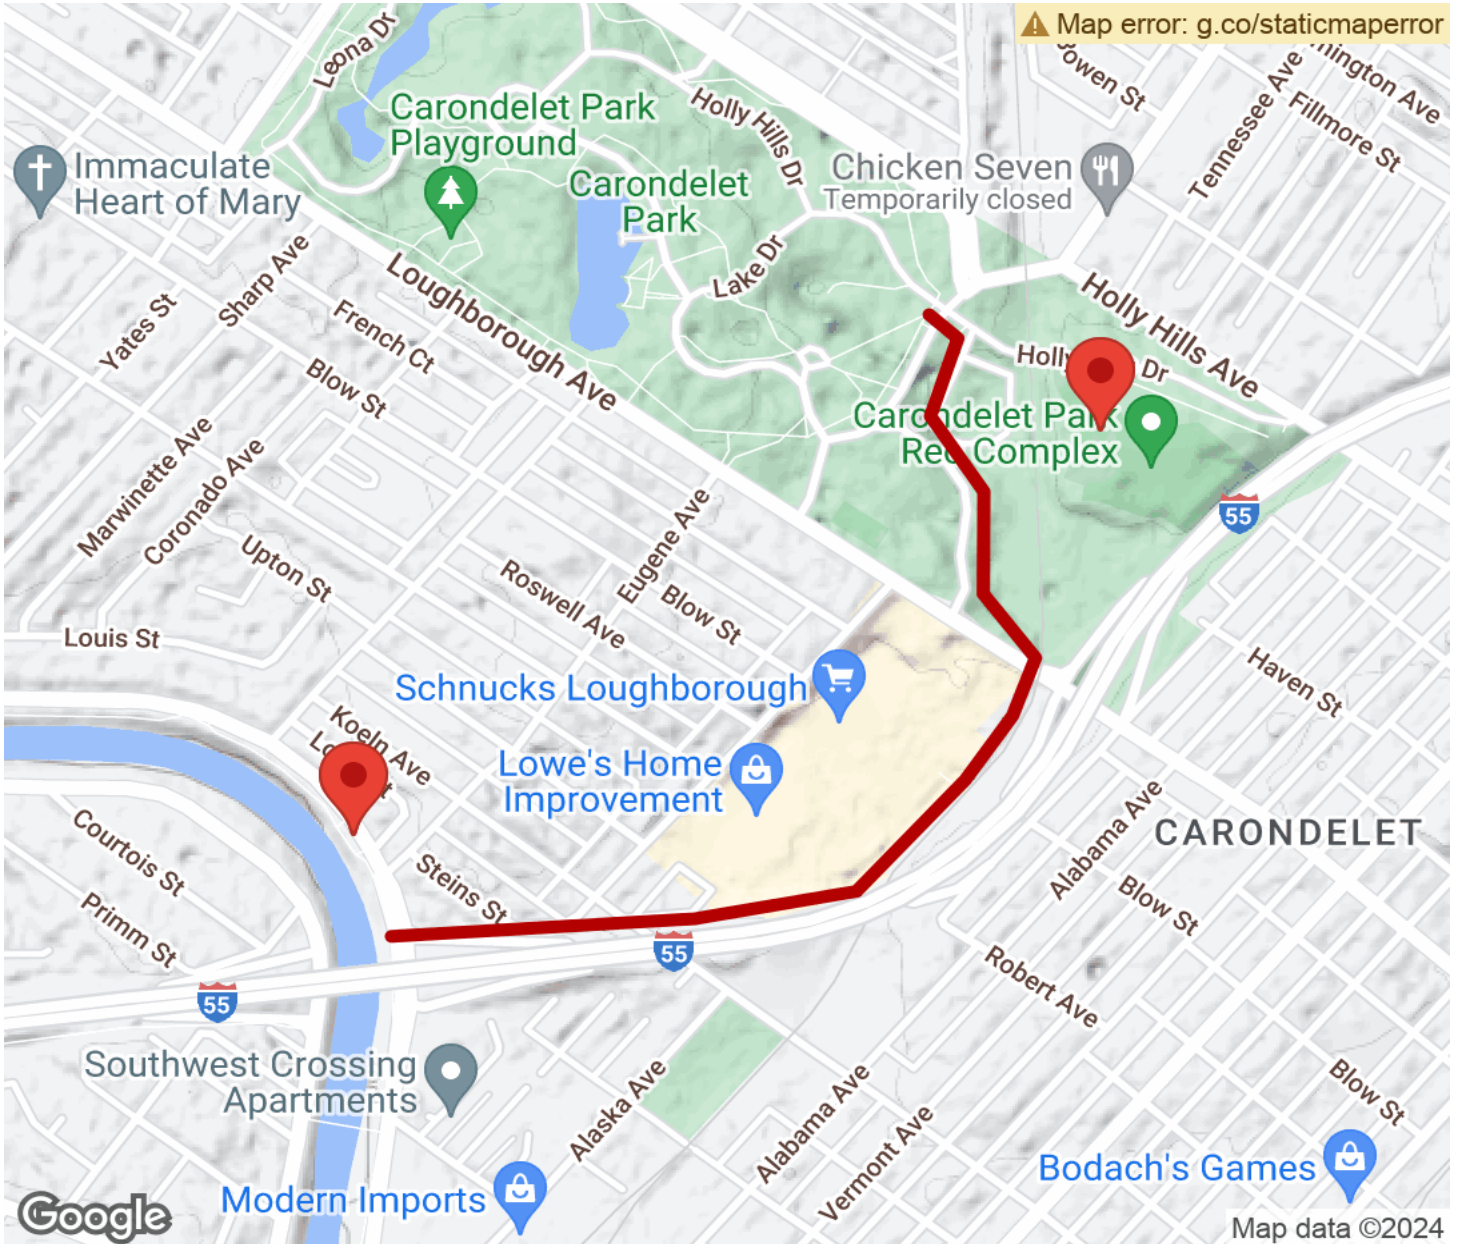 Map error: g.co/staticmaperror
Leona Dr
Bowen St
mington Ave
Tennessee Ave
Fillmore St
Carondelet Park
Playground
Holly Hills Dr
Immaculate
Heart of Mary
Carondelet
Park
Chicken Seven
Temporarily closed
Sharp Ave
Lake Dr
Loughborough Ave
Yates St
French Ct
Holly Hills Ave
Holly
Dr
Blow St
Carondelet Park
Rec Complex
Marwinette Ave
Coronado Ave
55
Eugene Ave
Upton St
Roswell Ave
Blow St
Louis St
Haven St
Schnucks Loughborough
Koeln Ave
Lowe's Home
Improvement
Alabama Ave
Courtois St
CARONDELET
Steins St
Blow St
Primm St
55
55
Robert Ave
Southwest Crossing
Apartments
Alaska Ave
Alabama Ave
Vermont Ave
Blow St
Modern Imports
Bodach's Games
Google
Map data ©2024